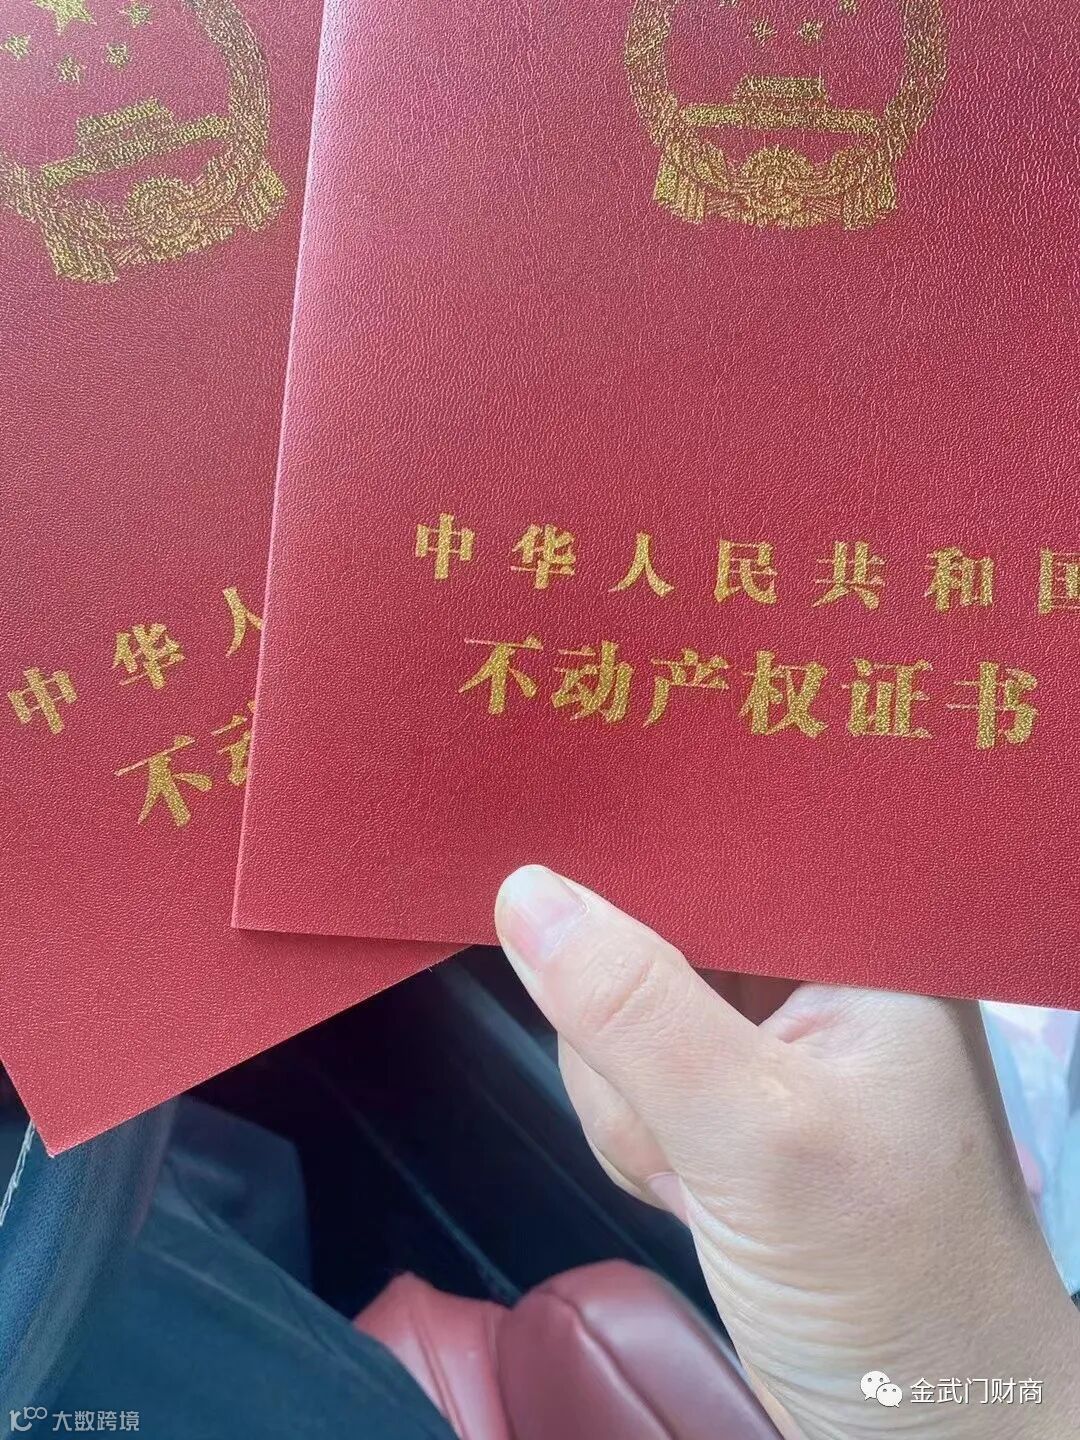 中华人民共和国
不动产权证书
中华人
不动
金武门财商
大数跨境